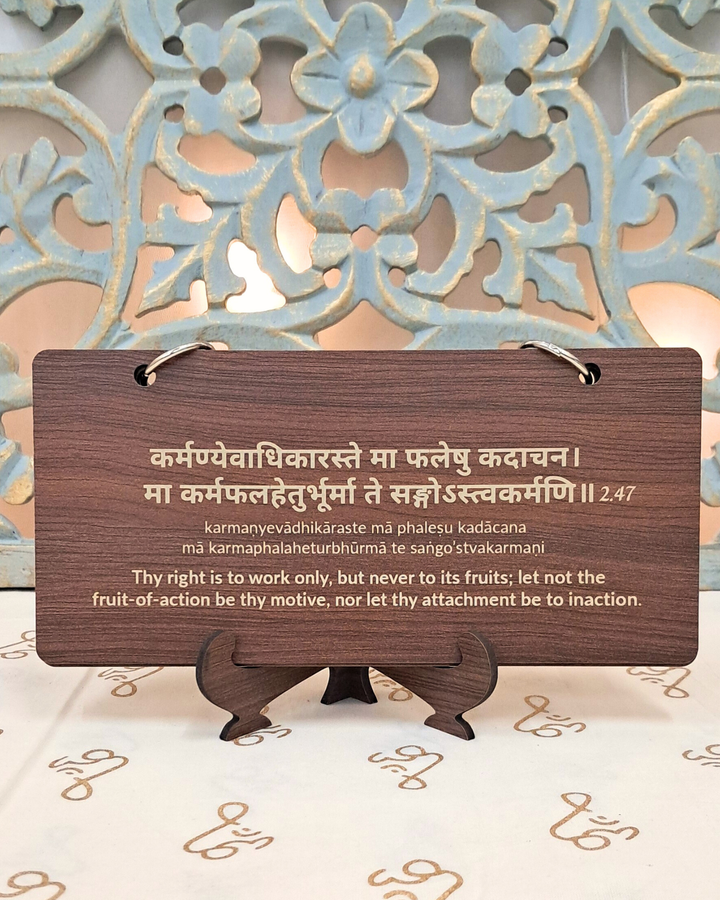 कर्मण्येवाधिकारस्ते मा फलेषु कदाचन।
मा कर्मफलहेतुर्भूर्मा ते सङ्गोऽस्त्वकर्मणि॥ 2.47
karmaṇyevādhikāraste mā phaleṣu kadācana
mā karmaphalaheturbhūrmā te saṅgo'stvakarmaṇi
Thy right is to work only, but never to its fruits; let not the
fruit-of-action be thy motive, nor let thy attachment be to inaction.